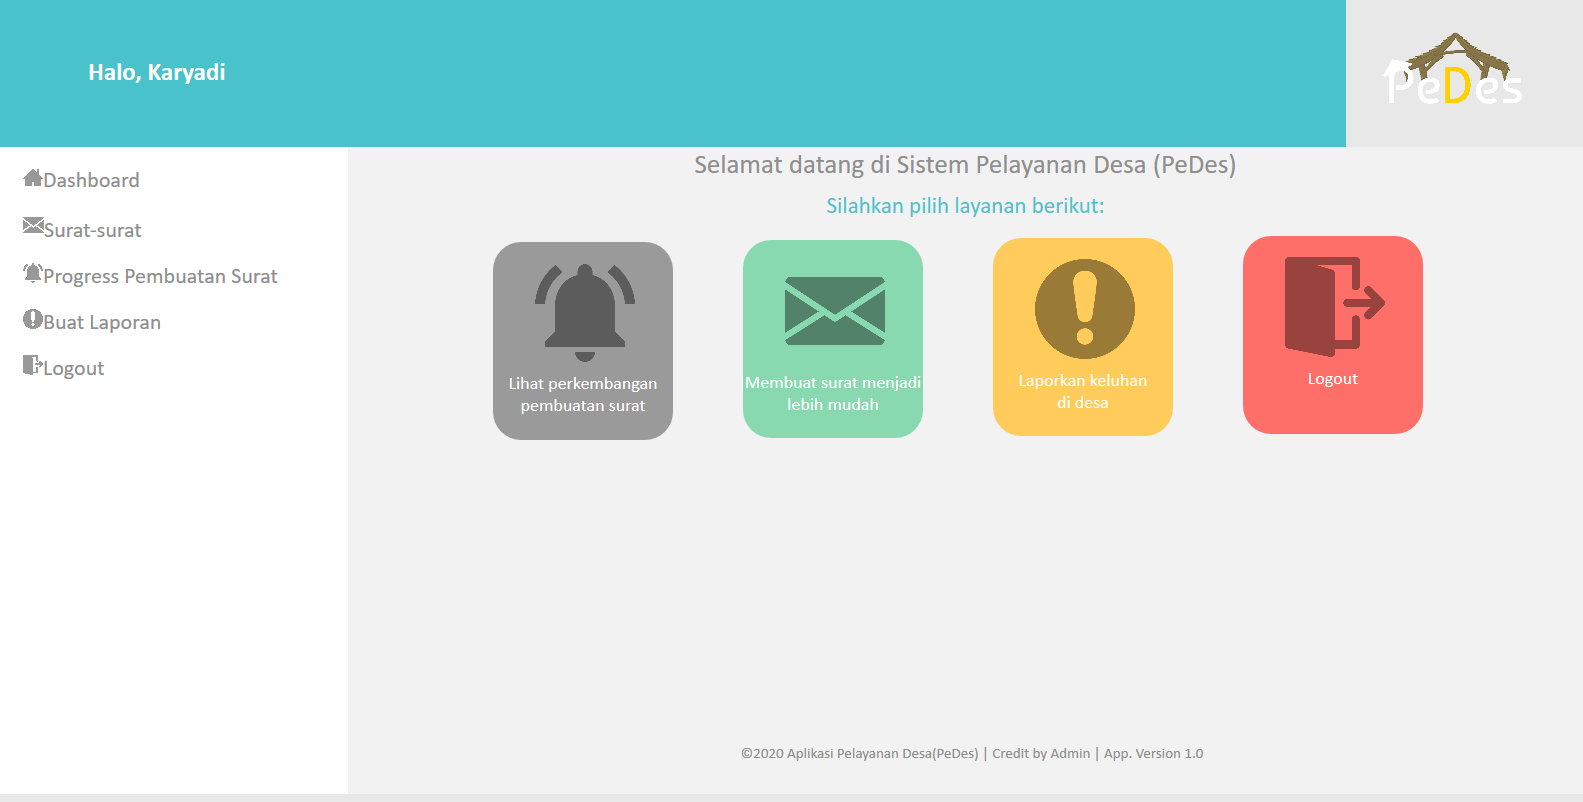 Halo, Karyadi
PeDes
Dashboard
Surat-surat
Progress Pembuatan Surat
Buat Laporan
Logout
Selamat datang di Sistem Pelayanan Desa (PeDes)
Silahkan pilih layanan berikut:
Lihat perkembangan
pembuatan surat
Membuat surat menjadi
lebih mudah
Laporkan keluhan
di desa
Logout
©2020 Aplikasi Pelayanan Desa(PeDes) | Credit by Admin | App. Version 1.0